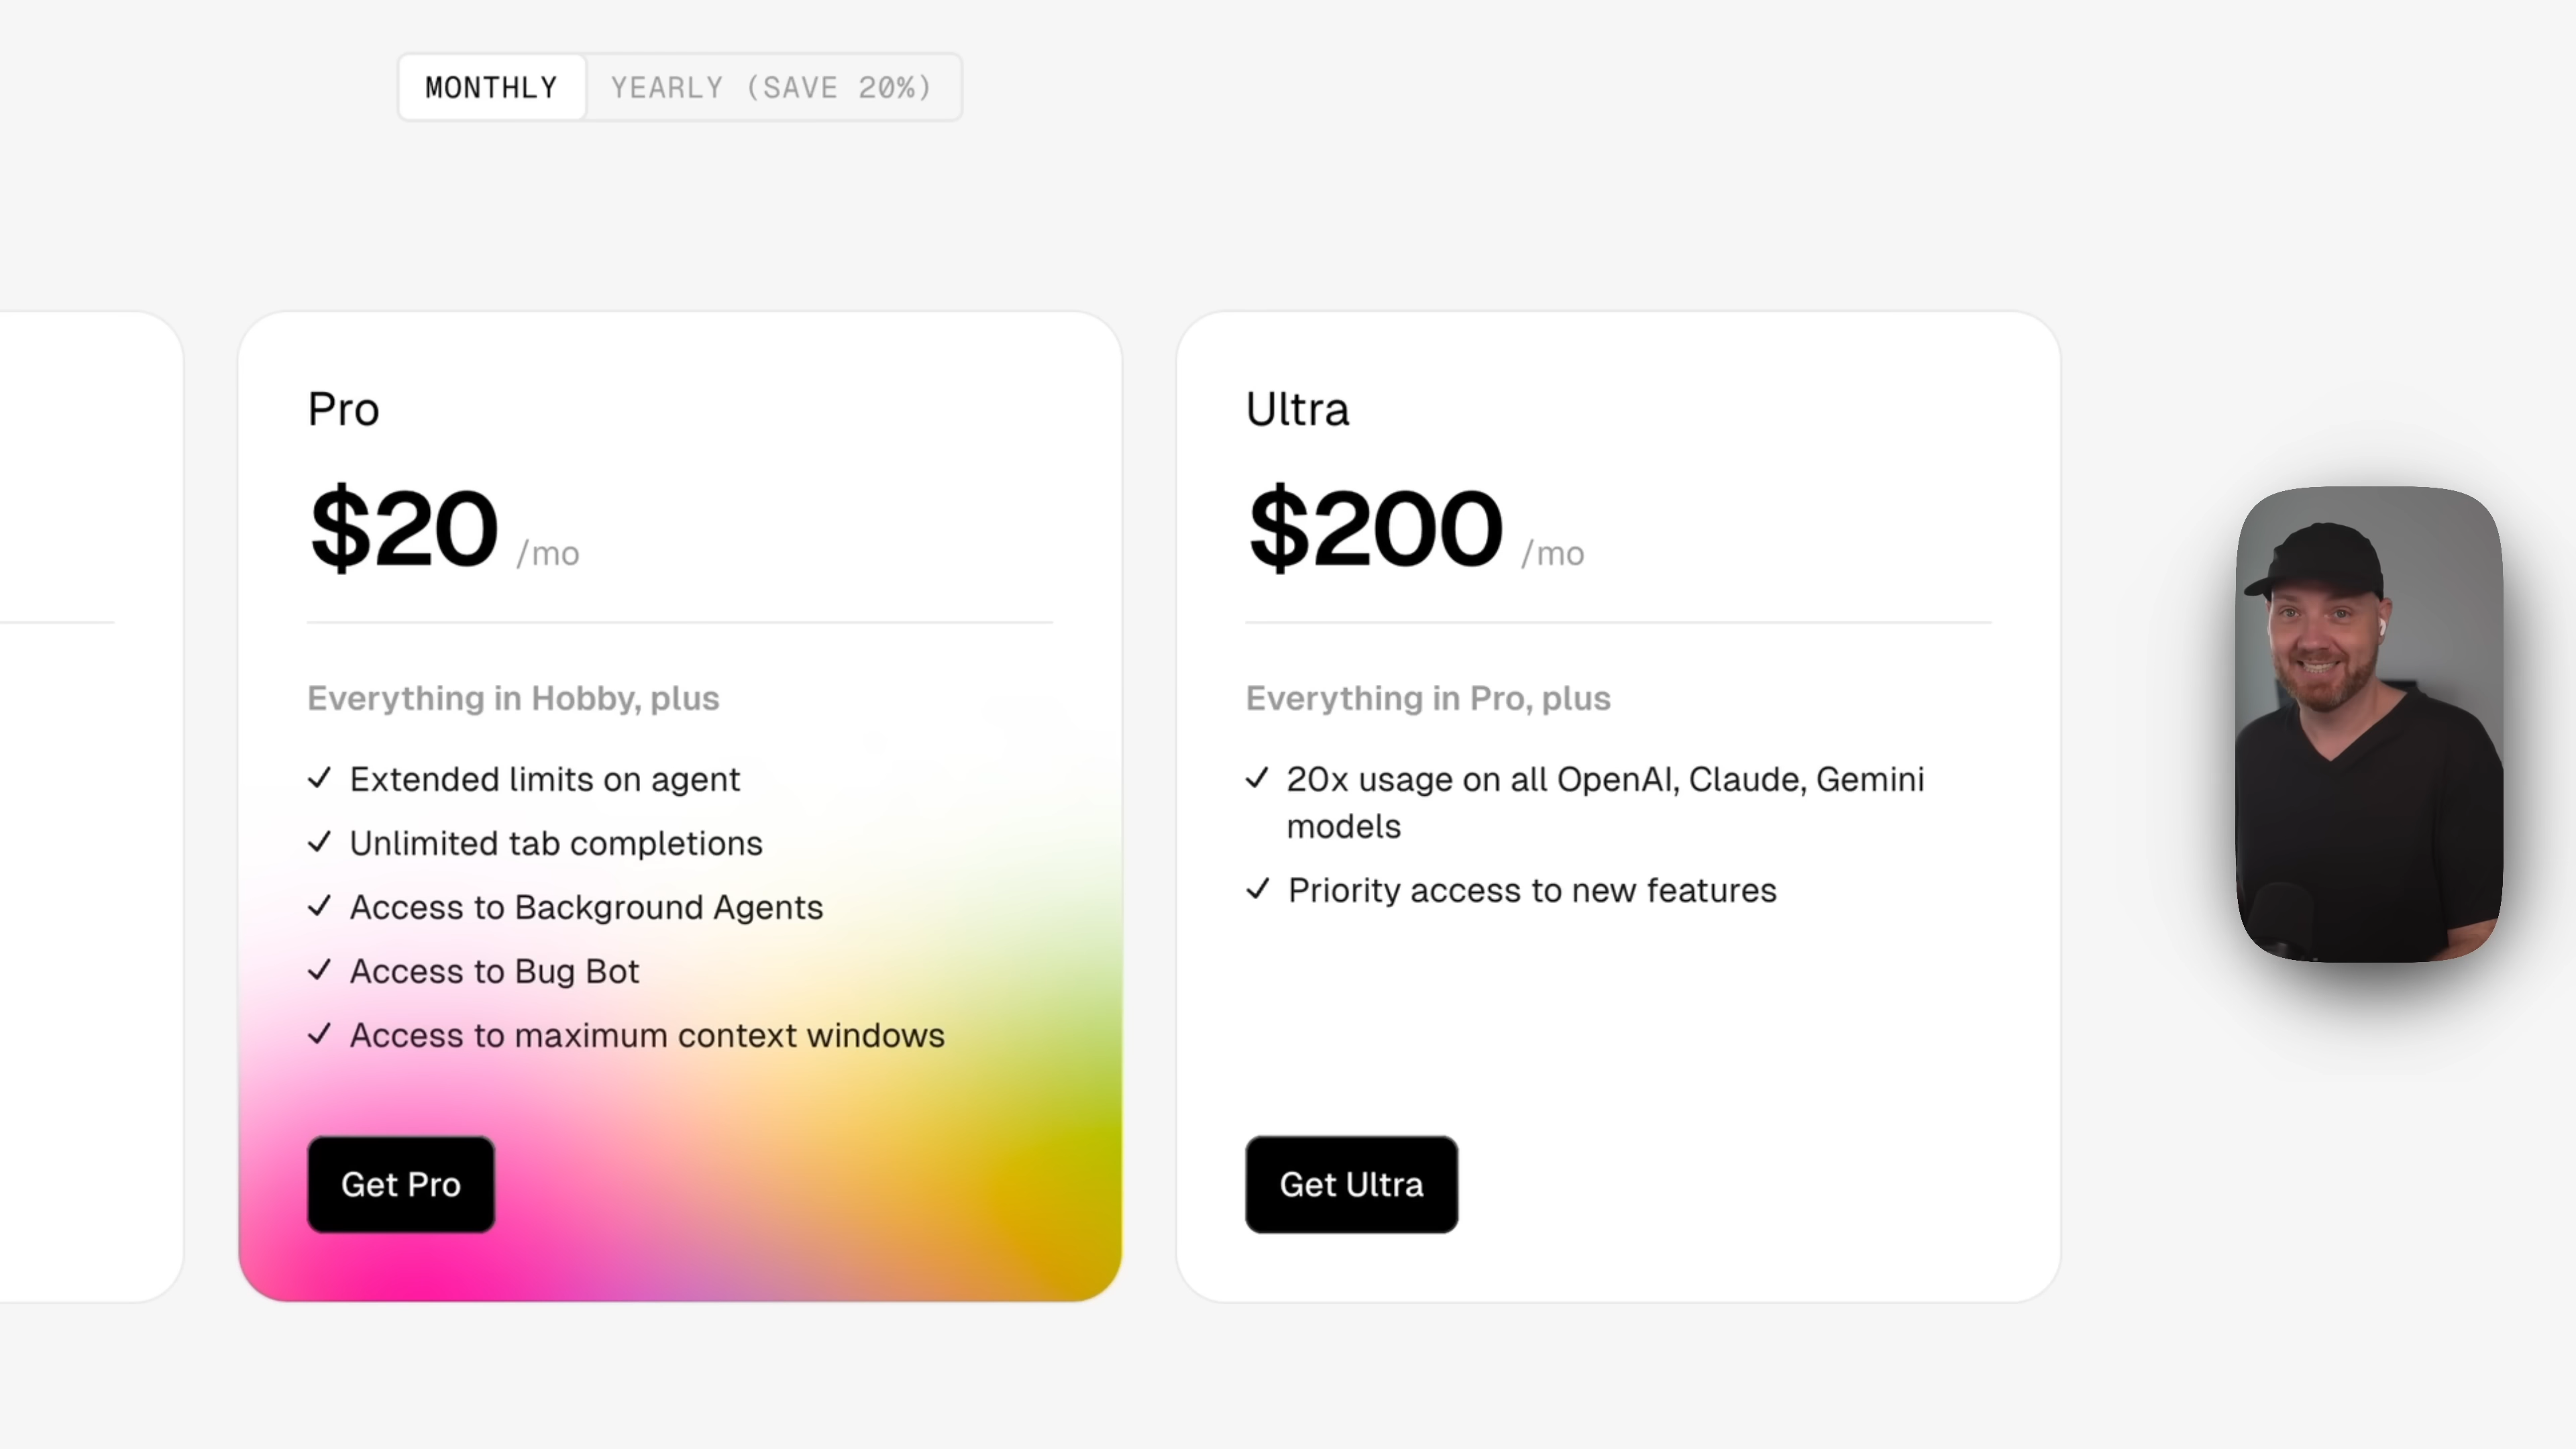 MONTHLY
YEARLY (SAVE 20%)
Pro
$20 /mo
Everything in Hobby, plus
✓ Extended limits on agent
✓ Unlimited tab completions
✓ Access to Background Agents
✓ Access to Bug Bot
✓ Access to maximum context windows
Get Pro
Ultra
$200 /mo
Everything in Pro, plus
✓ 20x usage on all OpenAI, Claude, Gemini
models
✓ Priority access to new features
Get Ultra